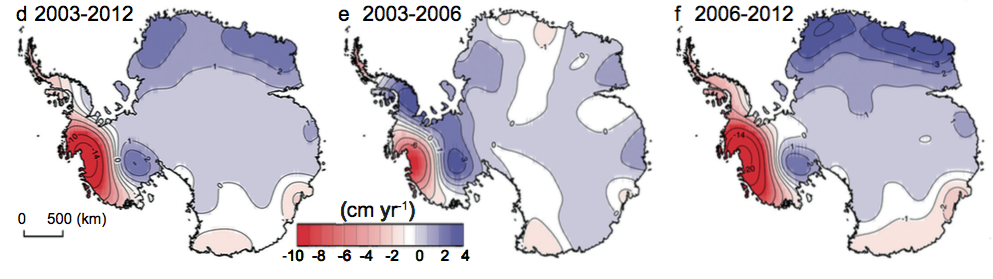 d 2003-2012
e 2003-2006
f 2006-2012
0 500 (km)
(cm yr-1)
-10 -8 -6 -4 -2 0 2 4